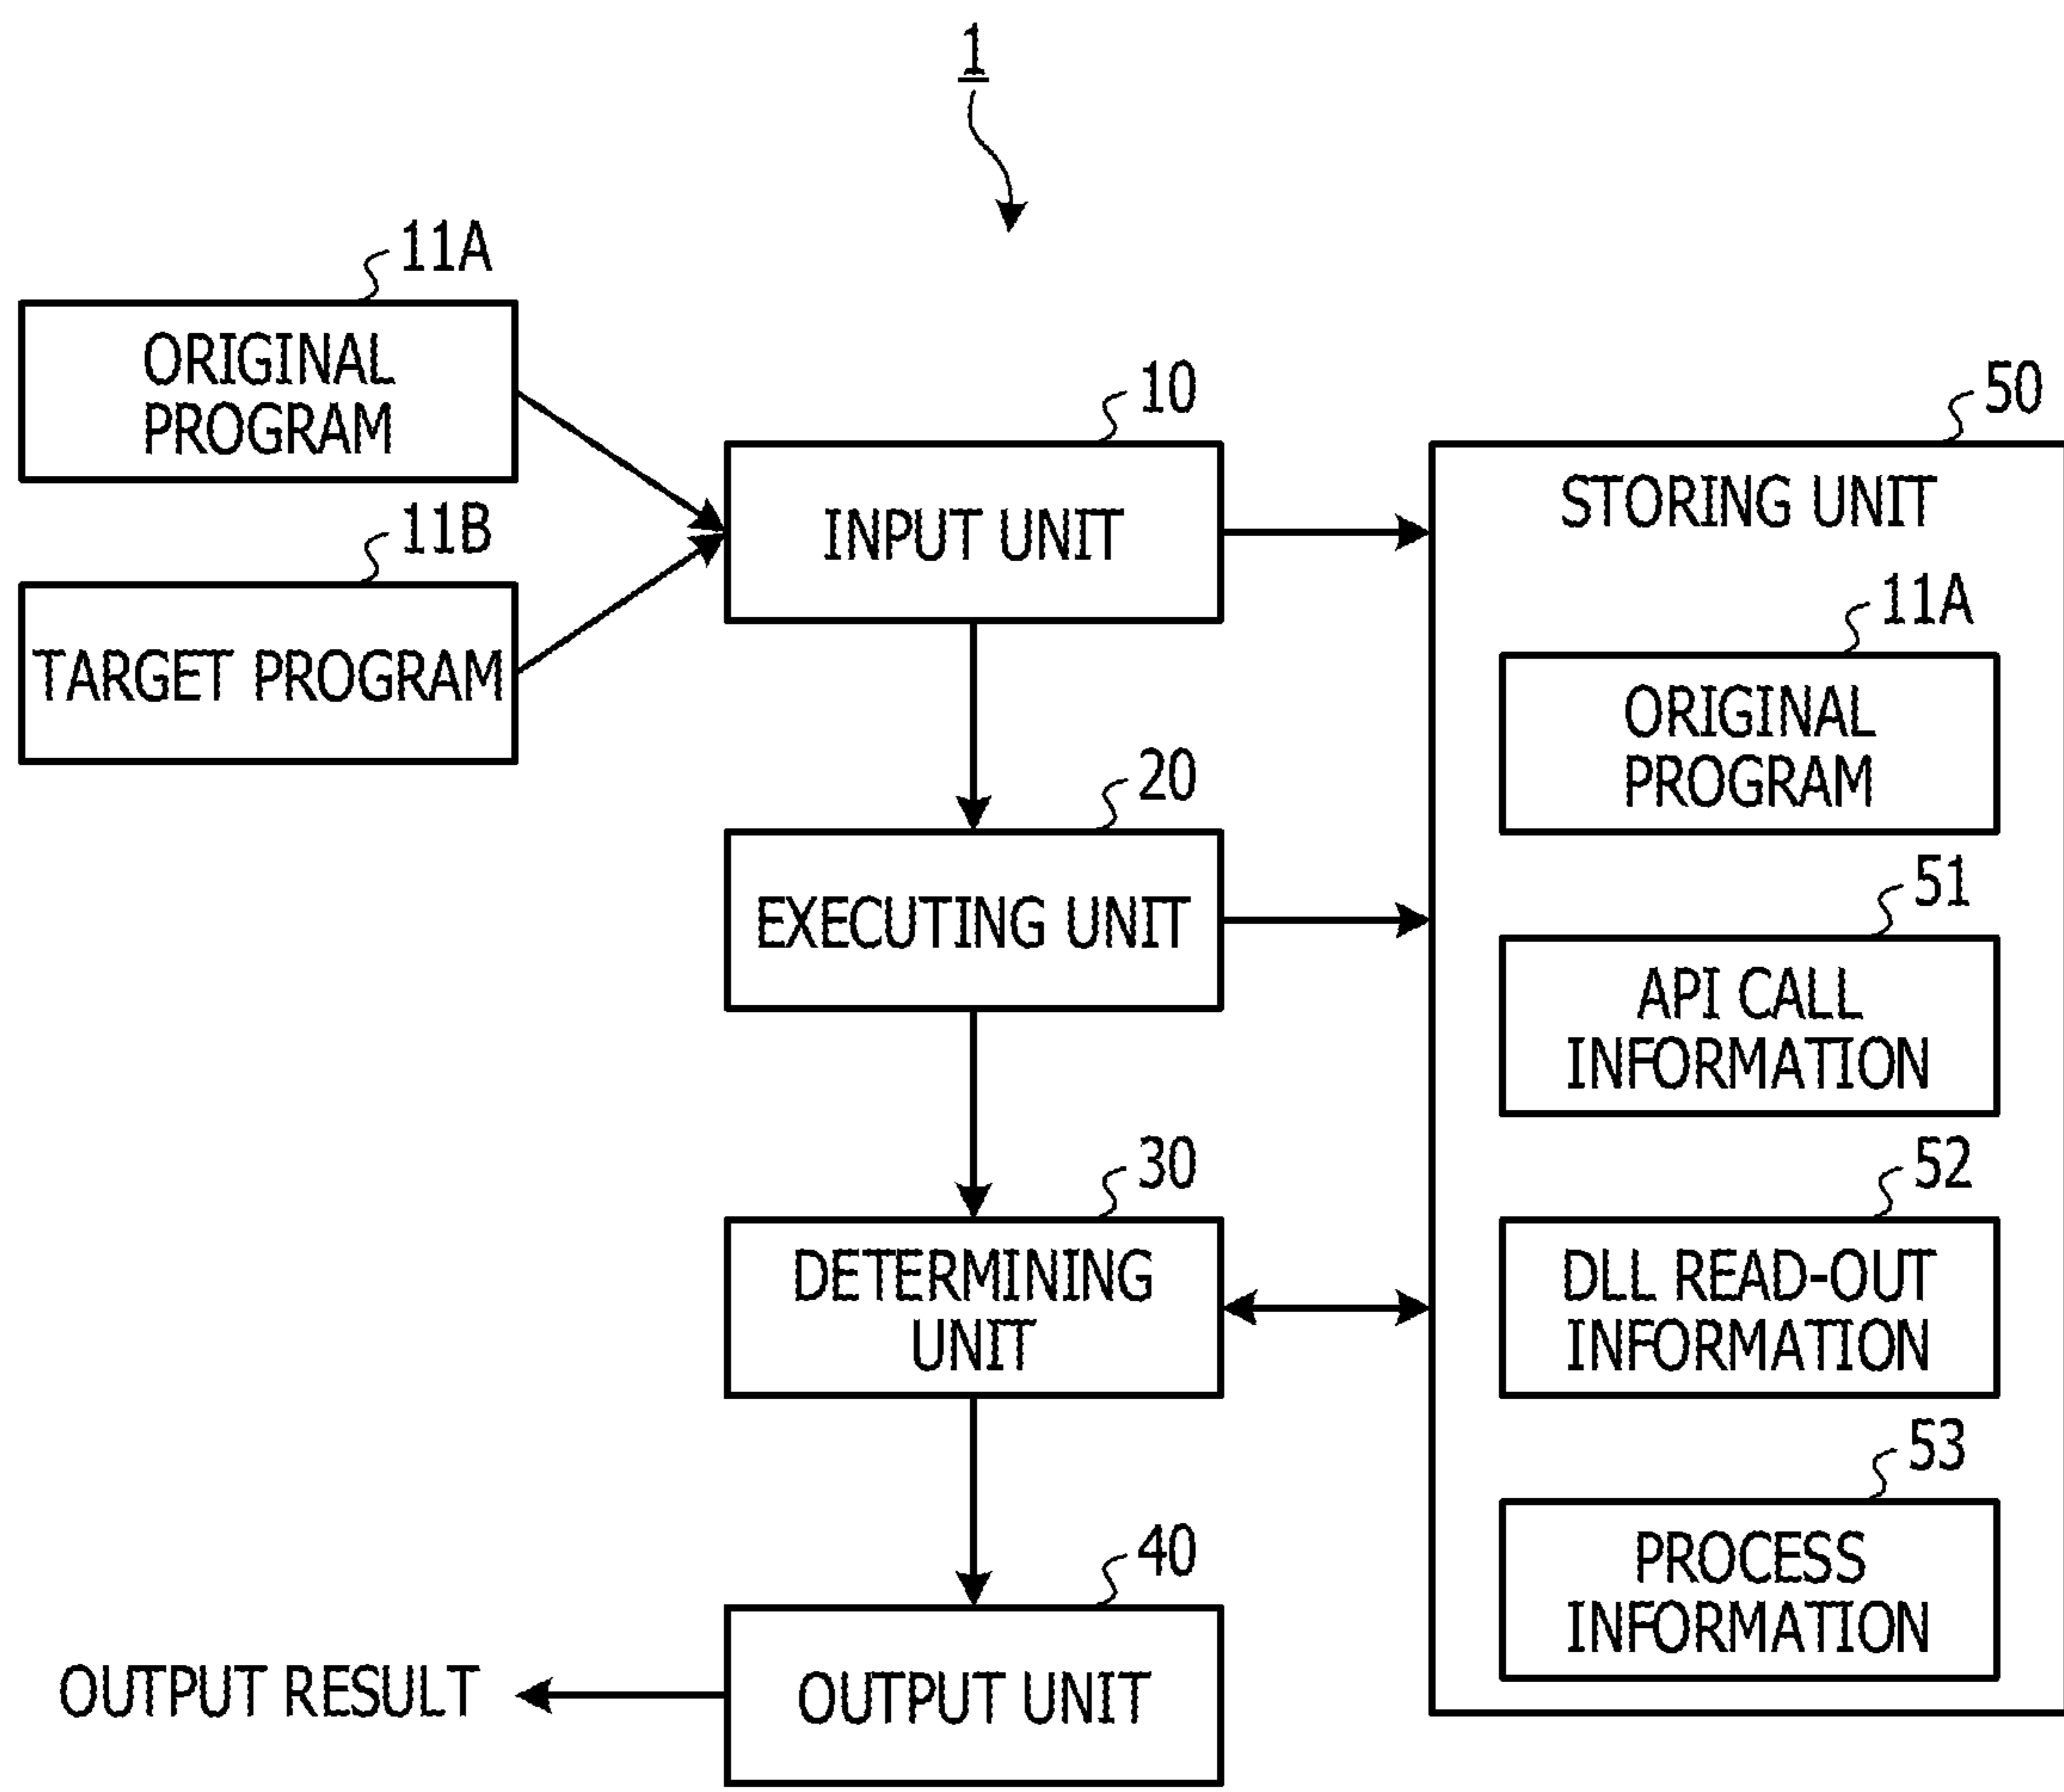 1
11A
ORIGINAL
PROGRAM
11B
TARGET PROGRAM
10
INPUT UNIT
20
EXECUTING UNIT
30
DETERMINING
UNIT
40
OUTPUT UNIT
OUTPUT RESULT
50
STORING UNIT
11A
ORIGINAL
PROGRAM
51
API CALL
INFORMATION
52
DLL READ-OUT
INFORMATION
53
PROCESS
INFORMATION